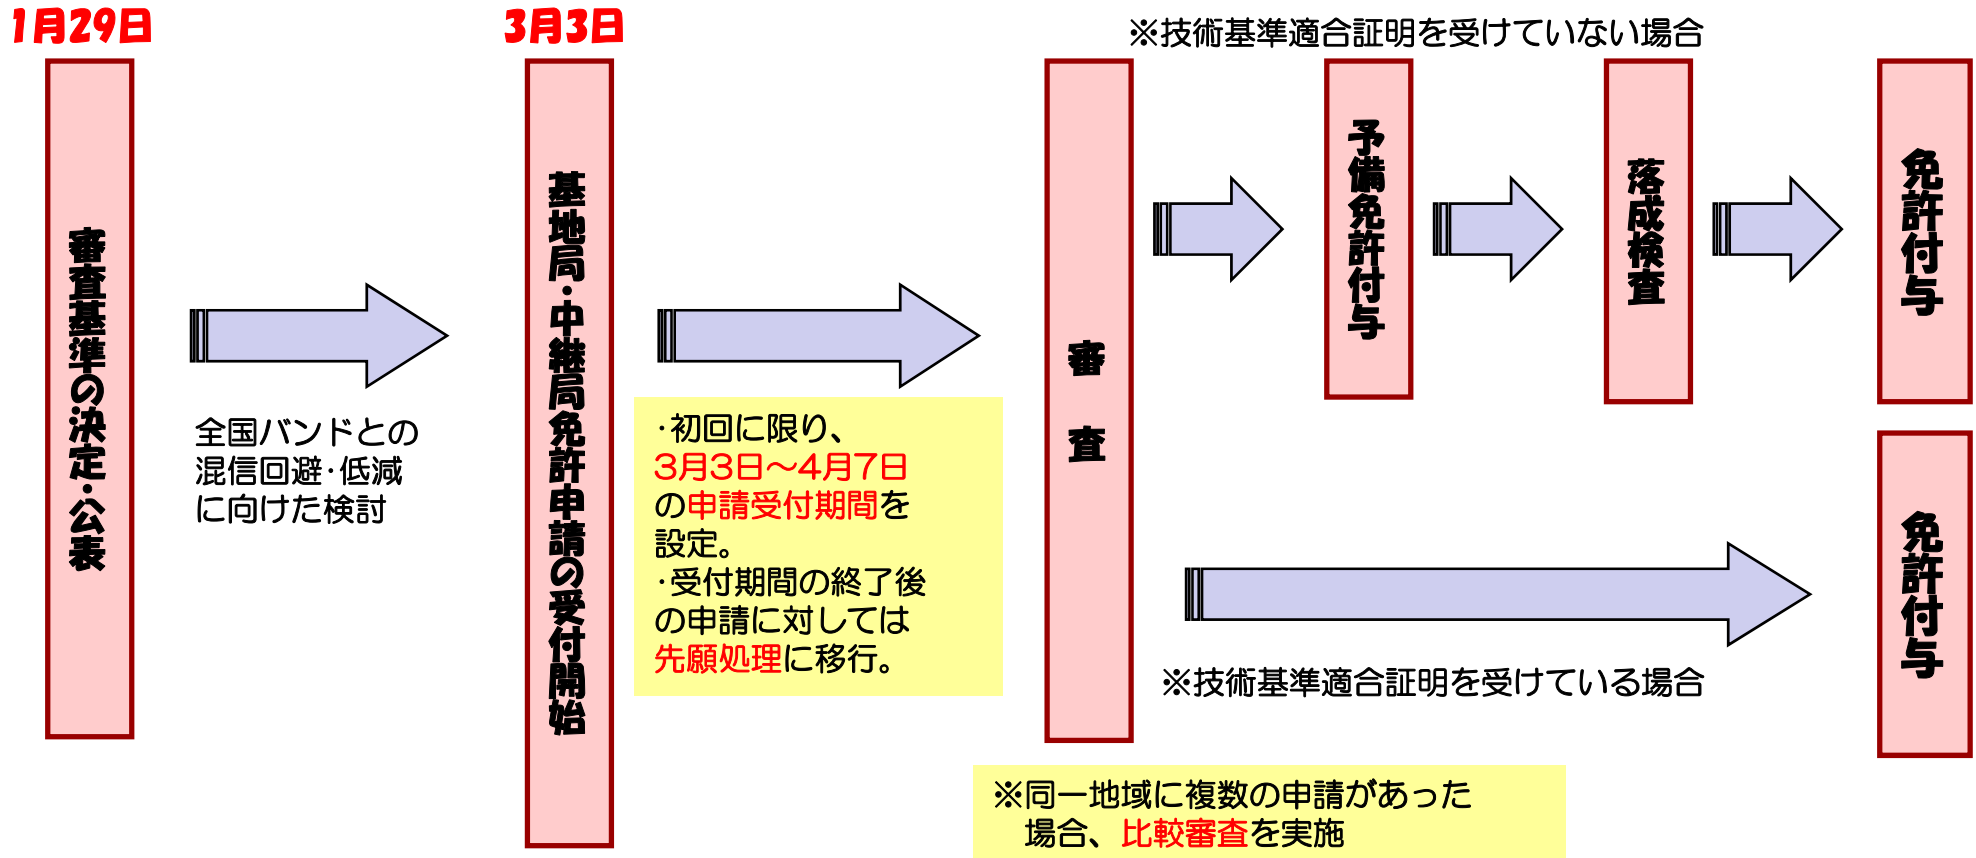 1月29日
審査基準の決定・公表
全国バンドとの
混信回避・低減
に向けた検討
3月3日
基地局・中継局免許申請の受付開始
・初回に限り、
3月3日～4月7日
の申請受付期間を
設定。
・受付期間の終了後
の申請に対しては
先願処理に移行。
審　査
※技術基準適合証明を受けていない場合
予備免許付与
落成検査
免許付与
免許付与
※技術基準適合証明を受けている場合
※同一地域に複数の申請があった
場合、比較審査を実施